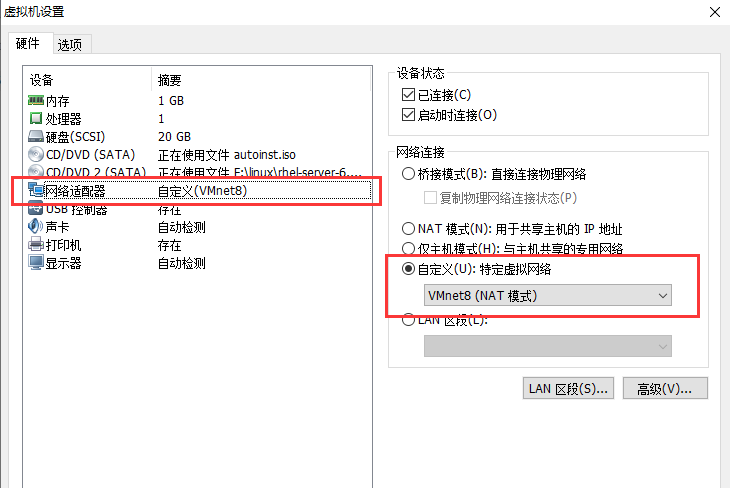 虚拟机设置
硬件 选项
设备 摘要
内存 1 GB
处理器 1
硬盘(SCSI) 20 GB
CD/DVD (SATA) 正在使用文件 autoinst.iso
CD/DVD 2 (SATA) 正在使用文件 F:\linux\rhel-server-6....
网络适配器 自定义(VMnet8)
USB 控制器 存在
声卡 自动检测
打印机 存在
显示器 自动检测
设备状态
已连接(C)
启动时连接(O)
网络连接
桥接模式(B): 直接连接物理网络
复制物理网络连接状态(P)
NAT 模式(N): 用于共享主机的 IP 地址
仅主机模式(H): 与主机共享的专用网络
自定义(U): 特定虚拟网络
VMnet8 (NAT 模式)
LAN 区段(L):
LAN 区段(S)... 高级(V)...